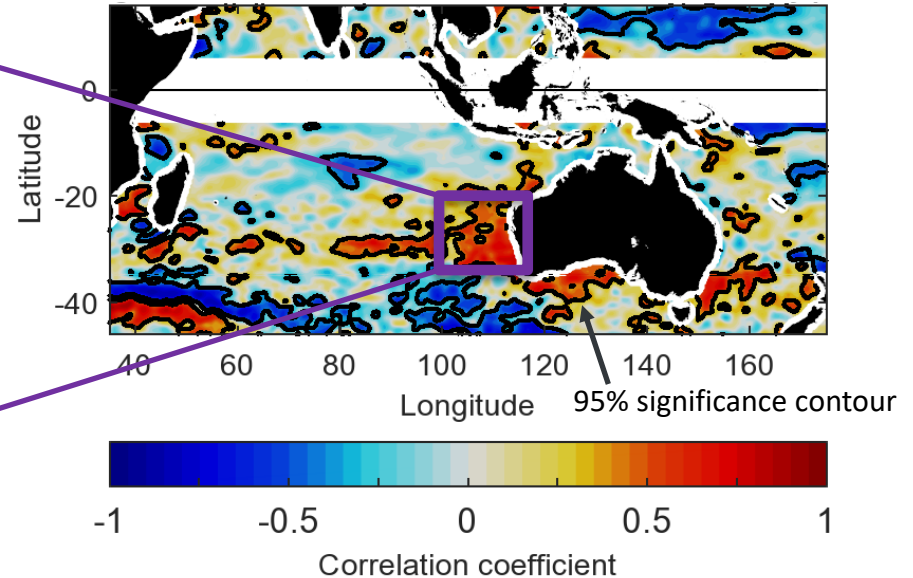 Latitude
0
-20
-40
40 60 80 100 120 140 160
Longitude
95% significance contour
-1 -0.5 0 0.5 1
Correlation coefficient